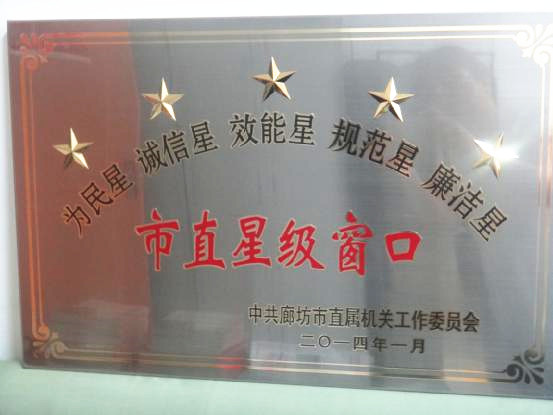 为民星 诚信星 效能星 规范星 廉洁星
市直星级窗口
中共廊坊市直属机关工作委员会
二〇一四年一月